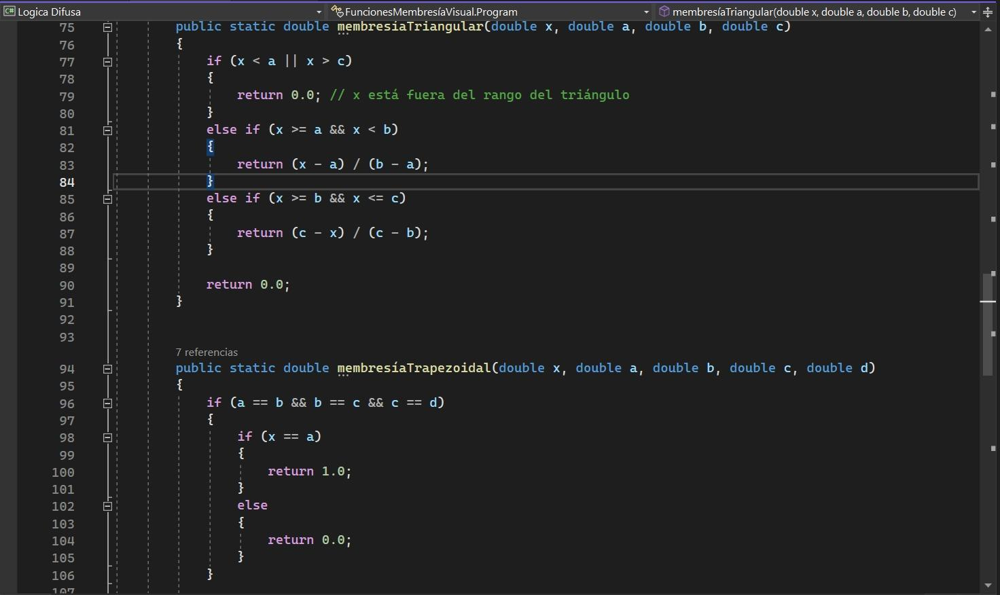 Logica Difusa FuncionesMembresíaVisual.Program membresíaTriangular(double x, double a, double b, double c)
75 public static double membresíaTriangular(double x, double a, double b, double c)
76 {
77 if (x < a || x > c)
78 {
79 return 0.0; // x está fuera del rango del triángulo
80 }
81 else if (x >= a && x < b)
82 {
83 return (x - a) / (b - a);
84 }
85 else if (x >= b && x <= c)
86 {
87 return (c - x) / (c - b);
88 }
89
90 return 0.0;
91 }
92
93
7 referencias
94 public static double membresíaTrapezoidal(double x, double a, double b, double c, double d)
95 {
96 if (a == b && b == c && c == d)
97 {
98 if (x == a)
99 {
100 return 1.0;
101 }
102 else
103 {
104 return 0.0;
105 }
106 }
107